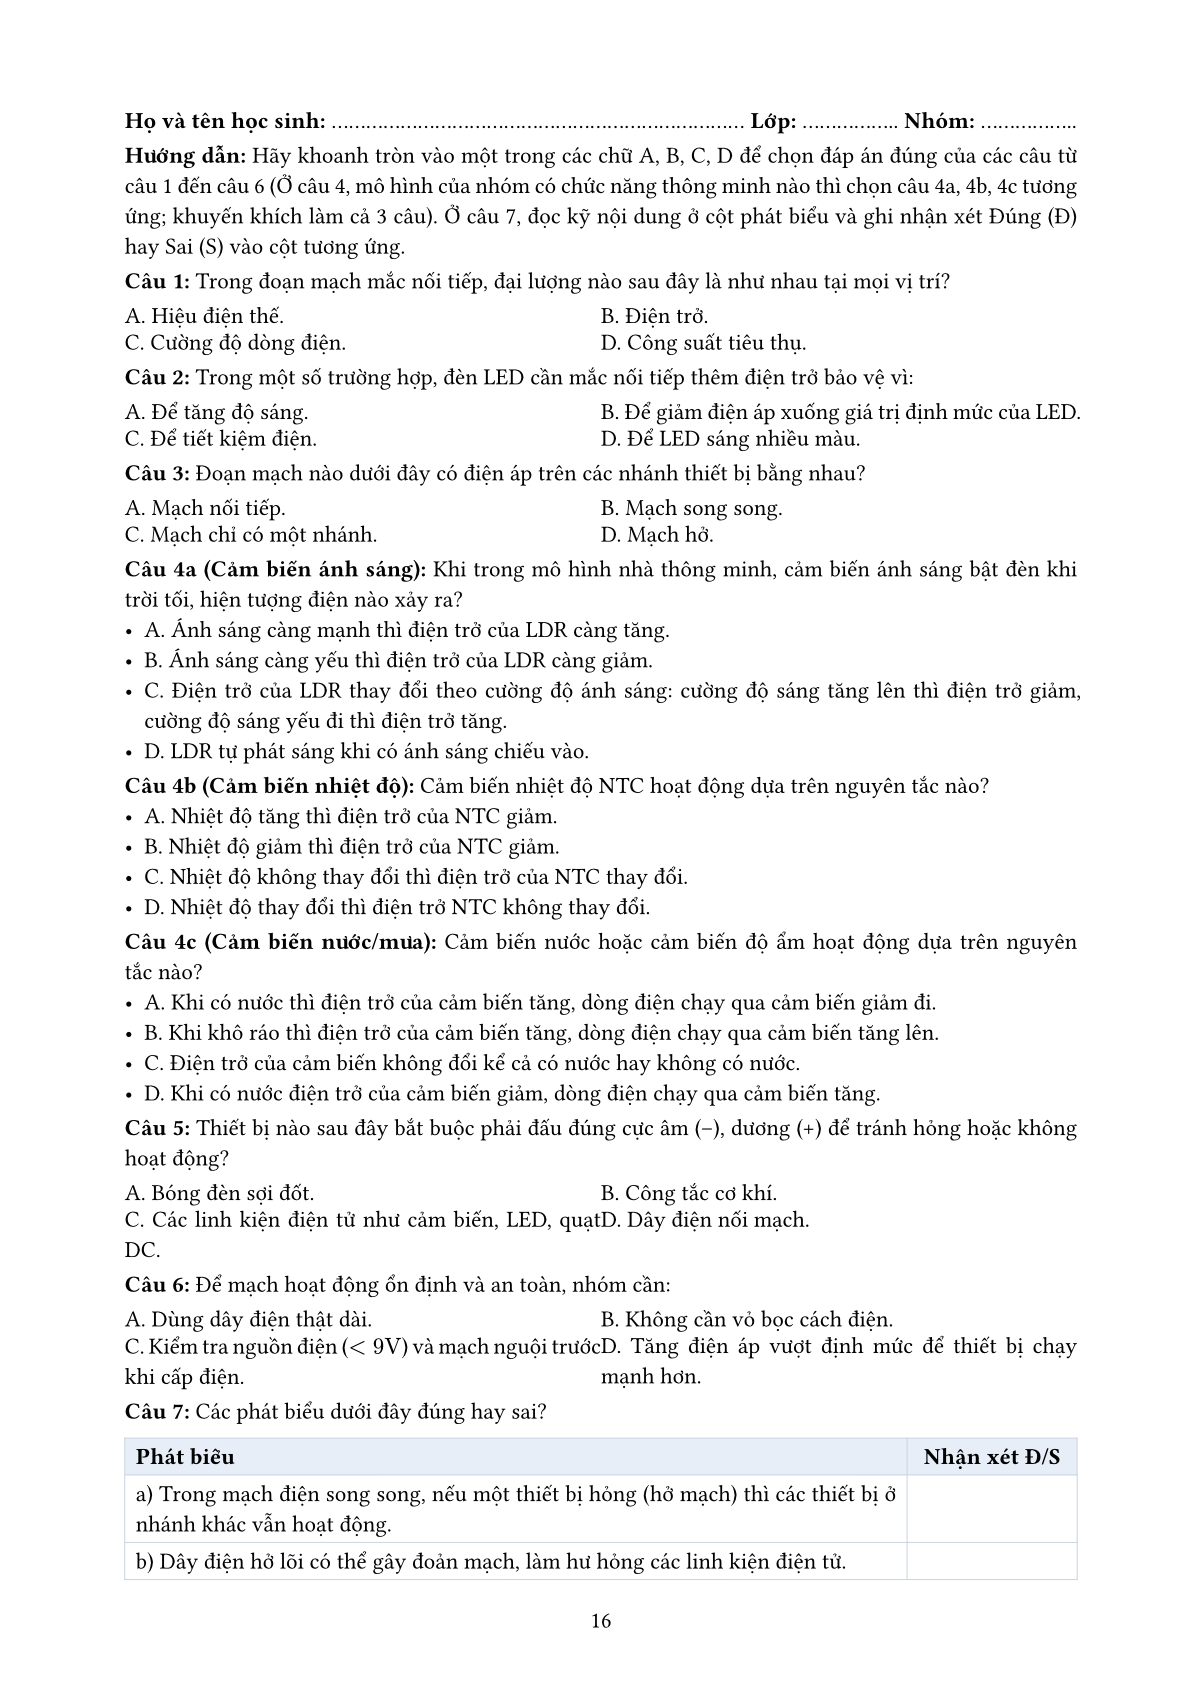 Họ và tên học sinh: ........................................................................ Lớp: ................. Nhóm: .................
Hướng dẫn: Hãy khoanh tròn vào một trong các chữ A, B, C, D để chọn đáp án đúng của các câu từ
câu 1 đến câu 6 (Ở câu 4, mô hình của nhóm có chức năng thông minh nào thì chọn câu 4a, 4b, 4c tương
ứng; khuyến khích làm cả 3 câu). Ở câu 7, đọc kỹ nội dung ở cột phát biểu và ghi nhận xét Đúng (Đ)
hay Sai (S) vào cột tương ứng.
Câu 1: Trong đoạn mạch mắc nối tiếp, đại lượng nào sau đây là như nhau tại mọi vị trí?
A. Hiệu điện thế. B. Điện trở.
C. Cường độ dòng điện. D. Công suất tiêu thụ.
Câu 2: Trong một số trường hợp, đèn LED cần mắc nối tiếp thêm điện trở bảo vệ vì:
A. Để tăng độ sáng. B. Để giảm điện áp xuống giá trị định mức của LED.
C. Để tiết kiệm điện. D. Để LED sáng nhiều màu.
Câu 3: Đoạn mạch nào dưới đây có điện áp trên các nhánh thiết bị bằng nhau?
A. Mạch nối tiếp. B. Mạch song song.
C. Mạch chỉ có một nhánh. D. Mạch hở.
Câu 4a (Cảm biến ánh sáng): Khi trong mô hình nhà thông minh, cảm biến ánh sáng bật đèn khi
trời tối, hiện tượng điện nào xảy ra?
• A. Ánh sáng càng mạnh thì điện trở của LDR càng tăng.
• B. Ánh sáng càng yếu thì điện trở của LDR càng giảm.
• C. Điện trở của LDR thay đổi theo cường độ ánh sáng: cường độ sáng tăng lên thì điện trở giảm,
cường độ sáng yếu đi thì điện trở tăng.
• D. LDR tự phát sáng khi có ánh sáng chiếu vào.
Câu 4b (Cảm biến nhiệt độ): Cảm biến nhiệt độ NTC hoạt động dựa trên nguyên tắc nào?
• A. Nhiệt độ tăng thì điện trở của NTC giảm.
• B. Nhiệt độ giảm thì điện trở của NTC giảm.
• C. Nhiệt độ không thay đổi thì điện trở của NTC thay đổi.
• D. Nhiệt độ thay đổi thì điện trở NTC không thay đổi.
Câu 4c (Cảm biến nước/mưa): Cảm biến nước hoặc cảm biến độ ẩm hoạt động dựa trên nguyên
tắc nào?
• A. Khi có nước thì điện trở của cảm biến tăng, dòng điện chạy qua cảm biến giảm đi.
• B. Khi khô ráo thì điện trở của cảm biến tăng, dòng điện chạy qua cảm biến tăng lên.
• C. Điện trở của cảm biến không đổi kể cả có nước hay không có nước.
• D. Khi có nước điện trở của cảm biến giảm, dòng điện chạy qua cảm biến tăng.
Câu 5: Thiết bị nào sau đây bắt buộc phải đấu đúng cực âm (−), dương (+) để tránh hỏng hoặc không
hoạt động?
A. Bóng đèn sợi đốt. B. Công tắc cơ khí.
C. Các linh kiện điện tử như cảm biến, LED, quạt D. Dây điện nối mạch.
DC.
Câu 6: Để mạch hoạt động ổn định và an toàn, nhóm cần:
A. Dùng dây điện thật dài. B. Không cần vỏ bọc cách điện.
C. Kiểm tra nguồn điện (< 9V) và mạch nguội trước D. Tăng điện áp vượt định mức để thiết bị chạy
khi cấp điện. mạnh hơn.
Câu 7: Các phát biểu dưới đây đúng hay sai?
Phát biểu Nhận xét Đ/S
a) Trong mạch điện song song, nếu một thiết bị hỏng (hở mạch) thì các thiết bị ở
nhánh khác vẫn hoạt động.
b) Dây điện hở lõi có thể gây đoản mạch, làm hư hỏng các linh kiện điện tử.
16